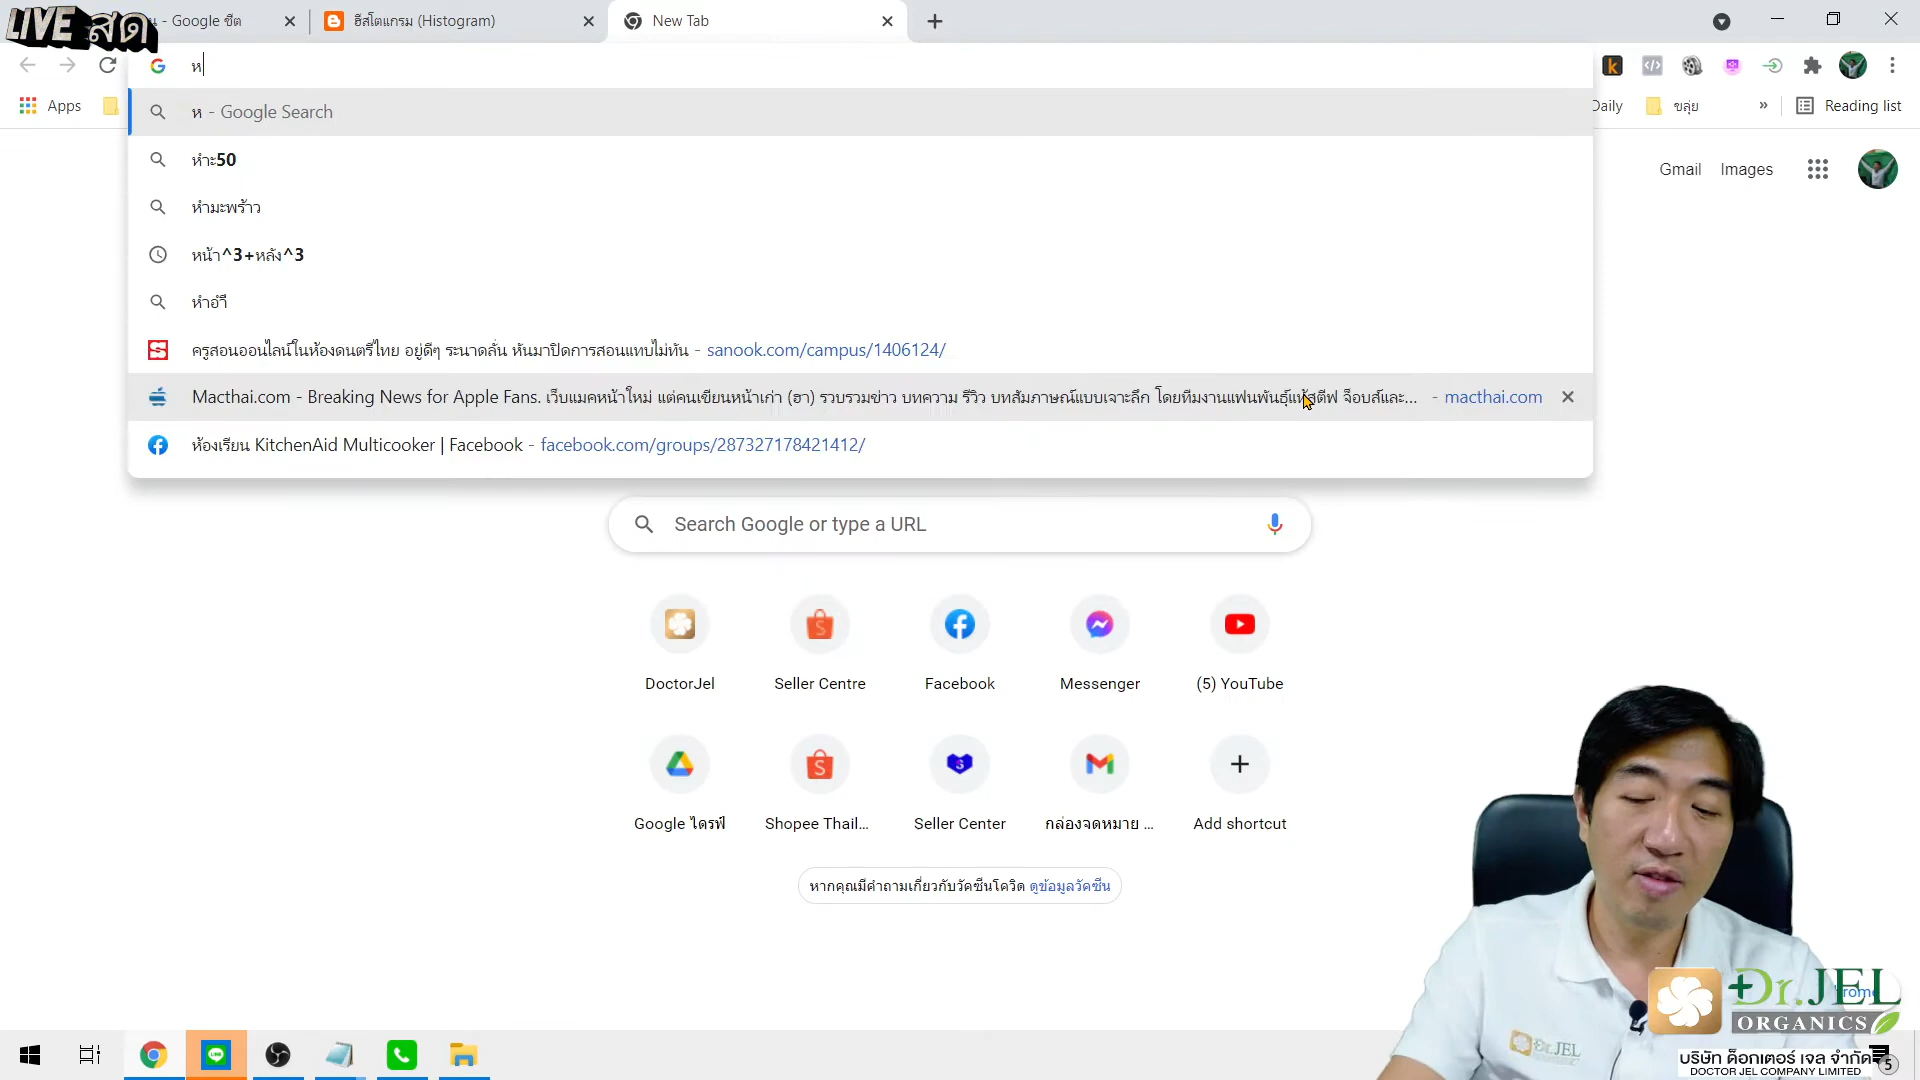 LIVE สด
น - Google ชีต
ฮีสโตแกรม (Histogram)
New Tab
ห
Apps
Daily
ขลุ่ย
»
Reading list
ห - Google Search
หำะ50
หำมะพร้าว
หน้า^3+หลัง^3
ครูสอนออนไลน์ในห้องดนตรีไทย อยู่ดีๆ ระนาดลั่น หันมาปิดการสอนแทบไม่ทัน - sanook.com/campus/1406124/
Macthai.com - Breaking News for Apple Fans. เว็บแมคหน้าใหม่ แต่คนเขียนหน้าเก่า (ฮา) รวบรวมข่าว บทความ รีวิว บทสัมภาษณ์แบบเจาะลึก โดยทีมงานแฟนพันธุ์แท้สตีฟ จ็อบส์และ... - macthai.com
ห้องเรียน KitchenAid Multicooker | Facebook - facebook.com/groups/287327178421412/
Gmail Images
Search Google or type a URL
DoctorJel
Seller Centre
Facebook
Messenger
(5) YouTube
Google ไดรฟ์
Shopee Thail...
Seller Center
กล่องจดหมาย ...
Add shortcut
หากคุณมีคำถามเกี่ยวกับวัคซีนโควิด ดูข้อมูลวัคซีน
Dr.JEL
Dr.JEL
ORGANICS
บริษัท ด็อกเตอร์ เจล จำกัด
DOCTOR JEL COMPANY LIMITED
5